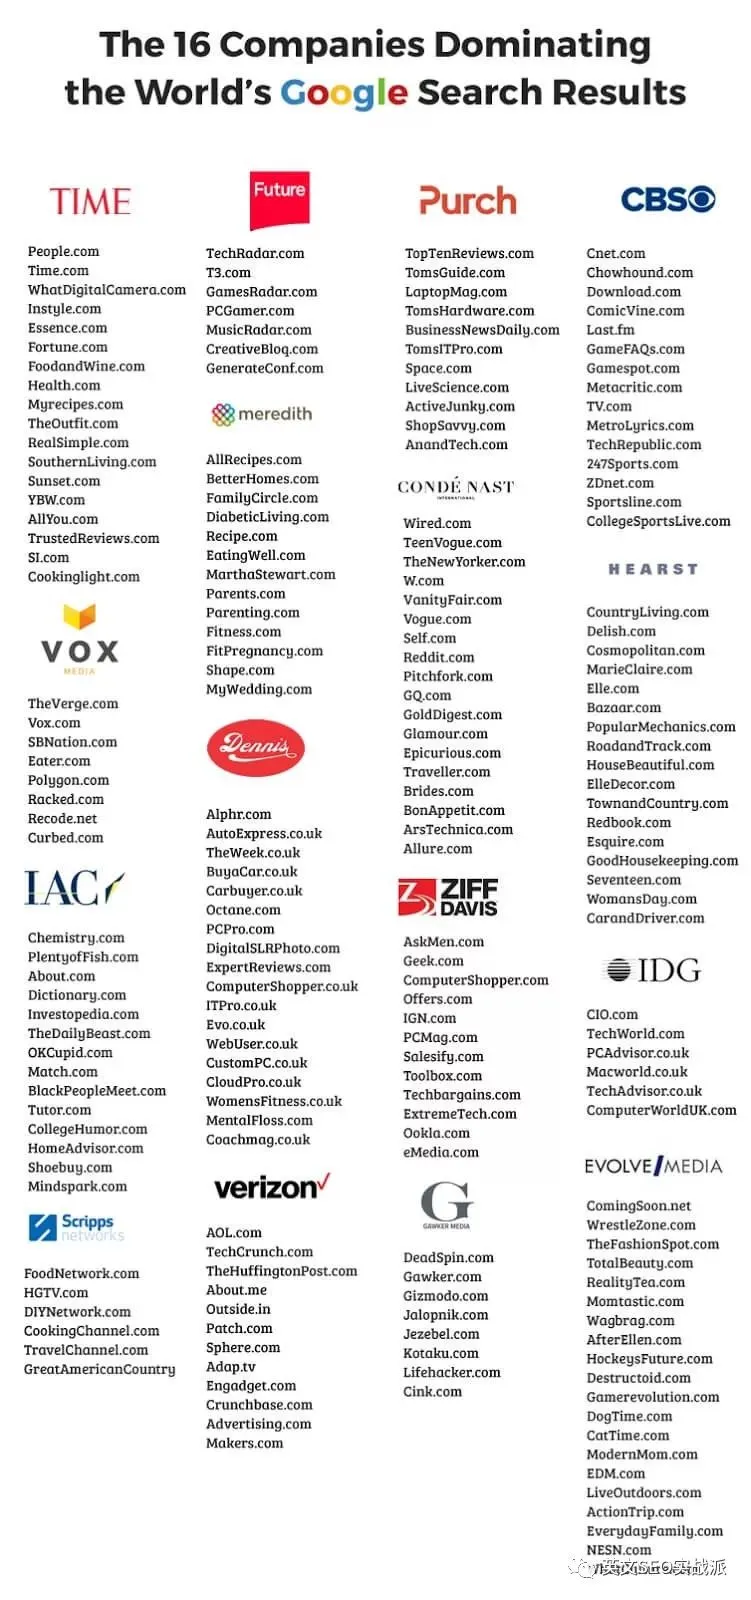 The 16 Companies Dominating
the World's Google Search Results
TIME
People.com
Time.com
WhatDigitalCamera.com
Instyle.com
Essence.com
Fortune.com
FoodandWine.com
Health.com
Myrecipes.com
TheOutfit.com
RealSimple.com
SouthernLiving.com
Sunset.com
YBW.com
AllYou.com
TrustedReviews.com
SI.com
Cookinglight.com
VOX
MEDIA
TheVerge.com
Vox.com
SBNation.com
Eater.com
Polygon.com
Racked.com
Recode.net
Curbed.com
IAC
Chemistry.com
PlentyofFish.com
About.com
Dictionary.com
Investopedia.com
TheDailyBeast.com
OKCupid.com
Match.com
BlackPeopleMeet.com
Tutor.com
CollegeHumor.com
HomeAdvisor.com
Shoebuy.com
Mindspark.com
Scripps
networks
FoodNetwork.com
HGTV.com
DIYNetwork.com
CookingChannel.com
TravelChannel.com
GreatAmericanCountry
Future
TechRadar.com
T3.com
GamesRadar.com
PCGamer.com
MusicRadar.com
CreativeBloq.com
GenerateConf.com
meredith
AllRecipes.com
BetterHomes.com
FamilyCircle.com
DiabeticLiving.com
Recipe.com
EatingWell.com
MarthaStewart.com
Parents.com
Parenting.com
Fitness.com
FitPregnancy.com
Shape.com
MyWedding.com
Dennis
Alphr.com
AutoExpress.co.uk
TheWeek.co.uk
BuyaCar.co.uk
Carbuyer.co.uk
Octane.com
PCPro.com
DigitalSLRPhoto.com
ExpertReviews.com
ComputerShopper.co.uk
ITPro.co.uk
Evo.co.uk
WebUser.co.uk
CustomPC.co.uk
CloudPro.co.uk
WomensFitness.co.uk
MentalFloss.com
Coachmag.co.uk
verizon
AOL.com
TechCrunch.com
TheHuffingtonPost.com
About.me
Outside.in
Patch.com
Sphere.com
Adap.tv
Engadget.com
Crunchbase.com
Advertising.com
Makers.com
Purch
TopTenReviews.com
TomsGuide.com
LaptopMag.com
TomsHardware.com
BusinessNewsDaily.com
TomsITPro.com
Space.com
LiveScience.com
ActiveJunky.com
ShopSavvy.com
AnandTech.com
CONDÉ NAST
INTERNATIONAL
Wired.com
TeenVogue.com
TheNewYorker.com
W.com
VanityFair.com
Vogue.com
Self.com
Reddit.com
Pitchfork.com
GQ.com
GoldDigest.com
Glamour.com
Epicurious.com
Traveller.com
Brides.com
BonAppetit.com
ArsTechnica.com
Allure.com
ZIFF
DAVIS
AskMen.com
Geek.com
ComputerShopper.com
Offers.com
IGN.com
PCMag.com
Salesify.com
Toolbox.com
Techbargains.com
ExtremeTech.com
Ookla.com
eMedia.com
G
GAWKER MEDIA
DeadSpin.com
Gawker.com
Gizmodo.com
Jalopnik.com
Jezebel.com
Kotaku.com
Lifehacker.com
Cink.com
CBS
Cnet.com
Chowhound.com
Download.com
ComicVine.com
Last.fm
GameFAQs.com
Gamespot.com
Metacritic.com
TV.com
MetroLyrics.com
TechRepublic.com
247Sports.com
ZDnet.com
Sportsline.com
CollegeSportsLive.com
HEARST
CountryLiving.com
Delish.com
Cosmopolitan.com
MarieClaire.com
Elle.com
Bazaar.com
PopularMechanics.com
RoadandTrack.com
HouseBeautiful.com
ElleDecor.com
TownandCountry.com
Redbook.com
Esquire.com
GoodHousekeeping.com
Seventeen.com
WomansDay.com
CarandDriver.com
IDG
CIO.com
TechWorld.com
PCAdvisor.co.uk
Macworld.co.uk
TechAdvisor.co.uk
ComputerWorldUK.com
EVOLVE/MEDIA
ComingSoon.net
WrestleZone.com
TheFashionSpot.com
TotalBeauty.com
RealityTea.com
Momtastic.com
Wagbrag.com
AfterEllen.com
HockeysFuture.com
Destructoid.com
Gamerevolution.com
DogTime.com
CatTime.com
ModernMom.com
EDM.com
LiveOutdoors.com
ActionTrip.com
EverydayFamily.com
NESN.com
英文SEO实战派